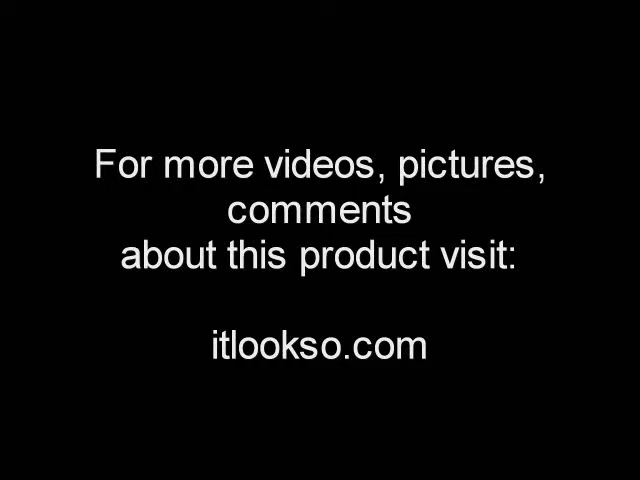 For more videos, pictures,
comments
about this product visit:
itlookso.com